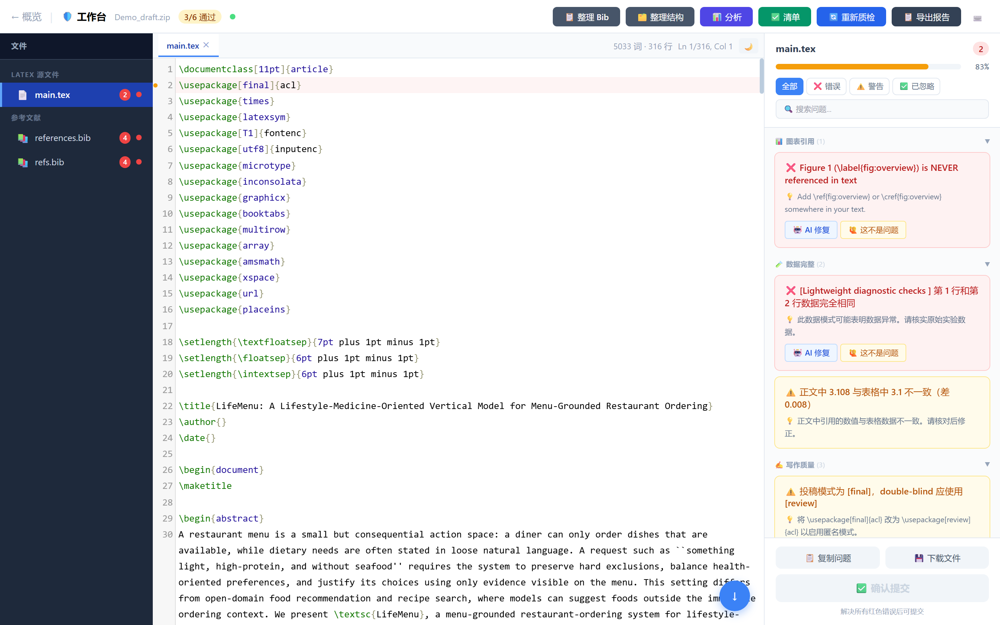 ← 概览
工作台
Demo_draft.zip
3/6 通过
整理 Bib
整理结构
分析
清单
重新质检
导出报告
文件
LATEX 源文件
main.tex
2
参考文献
references.bib
4
refs.bib
4
main.tex ×
5033 词 · 316 行 Ln 1/316, Col 1
1 \documentclass[11pt]{article}
2 \usepackage[final]{acl}
3 \usepackage{times}
4 \usepackage{latexsym}
5 \usepackage[T1]{fontenc}
6 \usepackage[utf8]{inputenc}
7 \usepackage{microtype}
8 \usepackage{inconsolata}
9 \usepackage{graphicx}
10 \usepackage{booktabs}
11 \usepackage{multirow}
12 \usepackage{array}
13 \usepackage{amsmath}
14 \usepackage{xspace}
15 \usepackage{url}
16 \usepackage{placeins}
17
18 \setlength{\textfloatsep}{7pt plus 1pt minus 1pt}
19 \setlength{\floatsep}{6pt plus 1pt minus 1pt}
20 \setlength{\intextsep}{6pt plus 1pt minus 1pt}
21
22 \title{LifeMenu: A Lifestyle-Medicine-Oriented Vertical Model for Menu-Grounded Restaurant Ordering}
23 \author{}
24 \date{}
25
26 \begin{document}
27 \maketitle
28
29 \begin{abstract}
30 A restaurant menu is a small but consequential action space: a diner can only order dishes that are
available, while dietary needs are often stated in loose natural language. A request such as ``something
light, high-protein, and without seafood'' requires the system to preserve hard exclusions, balance health-
oriented preferences, and justify its choices using only evidence visible on the menu. This setting differs
from open-domain food recommendation and recipe search, where models can suggest foods outside the
ordering context. We present \textsc{LifeMenu}, a menu-grounded restaurant-ordering system for lifestyle-
main.tex
2
83%
全部
错误
警告
已忽略
搜索问题...
图表引用 (1)
Figure 1 (\label{fig:overview}) is NEVER
referenced in text
Add \ref{fig:overview} or \cref{fig:overview}
somewhere in your text.
AI 修复
这不是问题
数据完整 (2)
[Lightweight diagnostic checks ] 第 1 行和第
2 行数据完全相同
此数据模式可能表明数据异常。请核实原始实验数
据。
AI 修复
这不是问题
正文中 3.108 与表格中 3.1 不一致（差
0.008）
正文中引用的数值与表格数据不一致。请核对后修
正。
写作质量 (3)
投稿模式为 [final]，double-blind 应使用
[review]
将 \usepackage[final]{acl} 改为 \usepackage[review]
{acl} 以启用匿名模式。
复制问题
下载文件
确认提交
解决所有红色错误后可提交